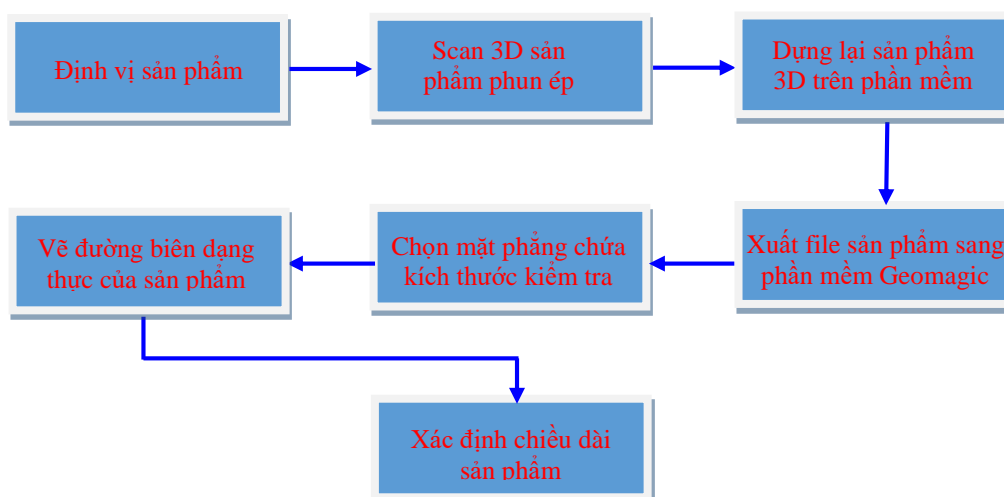 Định vị sản phẩm
Scan 3D sản
phẩm phun ép
Dựng lại sản phẩm
3D trên phần mềm
Xuất file sản phẩm sang
phần mềm Geomagic
Chọn mặt phẳng chứa
kích thước kiểm tra
Vẽ đường biên dạng
thực của sản phẩm
Xác định chiều dài
sản phẩm